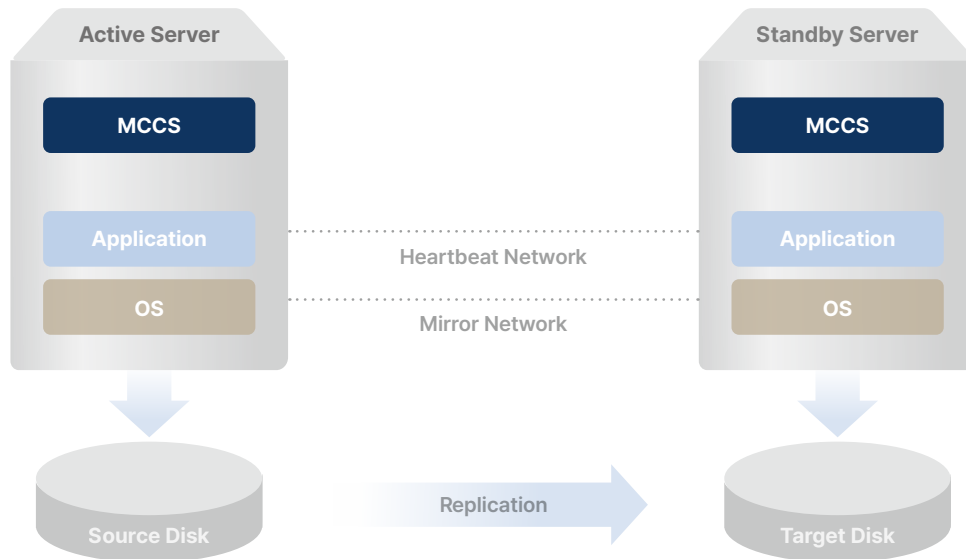 Active Server
Standby Server
MCCS
MCCS
Application
Application
Heartbeat Network
OS
OS
Mirror Network
Replication
Source Disk
Target Disk